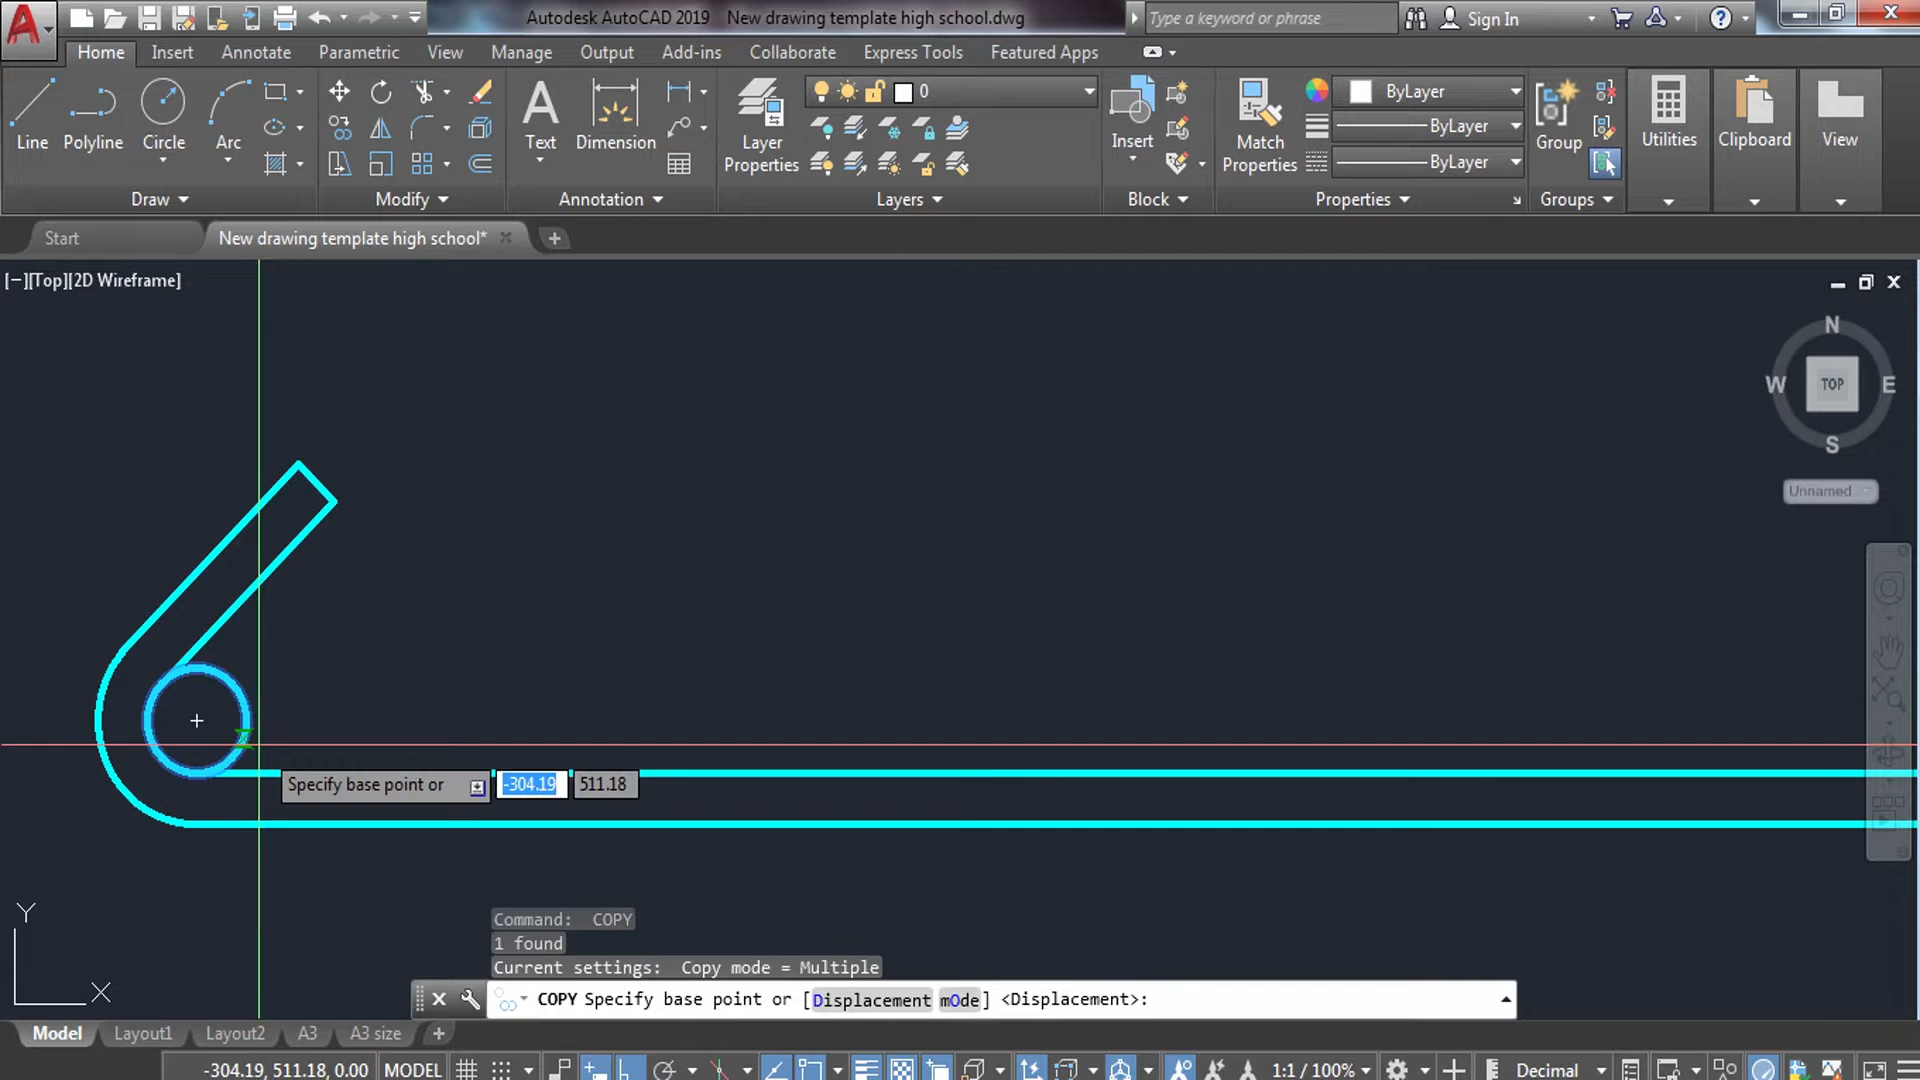 Autodesk AutoCAD 2019 New drawing template high school.dwg
Type a keyword or phrase
Sign In
Home Insert Annotate Parametric View Manage Output Add-ins Collaborate Express Tools Featured Apps
Line Polyline Circle Arc
Text Dimension
Layer Properties
0
Insert
Match Properties
ByLayer
ByLayer
ByLayer
Group
Utilities
Clipboard
View
Draw Modify Annotation Layers Block Properties Groups
Start New drawing template high school*
[−][Top][2D Wireframe]
N
W TOP E
S
Unnamed
Specify base point or -304.19 511.18
Y
X
Command: COPY
1 found
Current settings: Copy mode = Multiple
COPY Specify base point or [Displacement mOde] <Displacement>:
Model Layout1 Layout2 A3 A3 size +
-304.19, 511.18, 0.00 MODEL 1:1 / 100% Decimal